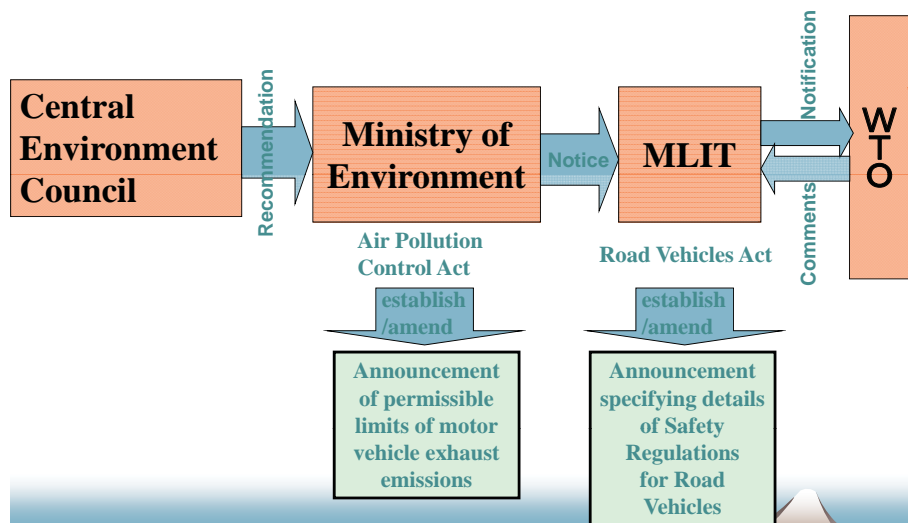 Central
Environment
Council
Recommendation
Ministry of
Environment
Notice
MLIT
Notification
Comments
WTO
Air Pollution
Control Act
Road Vehicles Act
establish
/amend
establish
/amend
Announcement
of permissible
limits of motor
vehicle exhaust
emissions
Announcement
specifying details
of Safety
Regulations
for Road
Vehicles